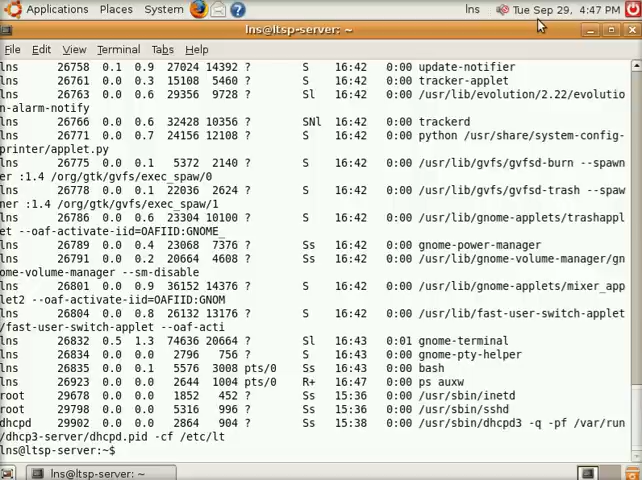 Applications Places System lns Tue Sep 29, 4:47 PM
lns@ltsp-server: ~
File Edit View Terminal Tabs Help
lns 26758 0.1 0.9 27024 14392 ? S 16:42 0:00 update-notifier
lns 26761 0.0 0.3 15108 5460 ? S 16:42 0:00 tracker-applet
lns 26763 0.0 0.6 29356 9728 ? Sl 16:42 0:00 /usr/lib/evolution/2.22/evolutio
n-alarm-notify
lns 26766 0.0 0.6 32428 10356 ? SNl 16:42 0:00 trackerd
lns 26771 0.0 0.7 24156 12108 ? S 16:42 0:00 python /usr/share/system-config-
printer/applet.py
lns 26775 0.0 0.1 5372 2140 ? S 16:42 0:00 /usr/lib/gvfs/gvfsd-burn --spawn
er :1.4 /org/gtk/gvfs/exec_spaw/0
lns 26778 0.0 0.1 22036 2624 ? S 16:42 0:00 /usr/lib/gvfs/gvfsd-trash --spaw
ner :1.4 /org/gtk/gvfs/exec_spaw/1
lns 26786 0.0 0.6 23304 10100 ? S 16:42 0:00 /usr/lib/gnome-applets/trashappl
et --oaf-activate-iid=OAFIID:GNOME_
lns 26789 0.0 0.4 23068 7376 ? Ss 16:42 0:00 gnome-power-manager
lns 26791 0.0 0.2 20664 4608 ? Ss 16:42 0:00 /usr/lib/gnome-volume-manager/gn
ome-volume-manager --sm-disable
lns 26801 0.0 0.9 36152 14376 ? S 16:42 0:00 /usr/lib/gnome-applets/mixer_app
let2 --oaf-activate-iid=OAFIID:GNOM
lns 26804 0.0 0.8 26132 13176 ? S 16:42 0:00 /usr/lib/fast-user-switch-applet
/fast-user-switch-applet --oaf-acti
lns 26832 0.5 1.3 74636 20664 ? Sl 16:43 0:01 gnome-terminal
lns 26834 0.0 0.0 2796 756 ? S 16:43 0:00 gnome-pty-helper
lns 26835 0.0 0.1 5576 3008 pts/0 Ss 16:43 0:00 bash
lns 26923 0.0 0.0 2644 1004 pts/0 R+ 16:47 0:00 ps auxw
root 29678 0.0 0.0 1852 452 ? Ss 15:36 0:00 /usr/sbin/inetd
root 29798 0.0 0.0 5316 996 ? Ss 15:36 0:00 /usr/sbin/sshd
dhcpd 29902 0.0 0.0 2864 904 ? Ss 15:38 0:00 /usr/sbin/dhcpd3 -q -pf /var/run
/dhcp3-server/dhcpd.pid -cf /etc/lt
lns@ltsp-server:~$
lns@ltsp-server: ~